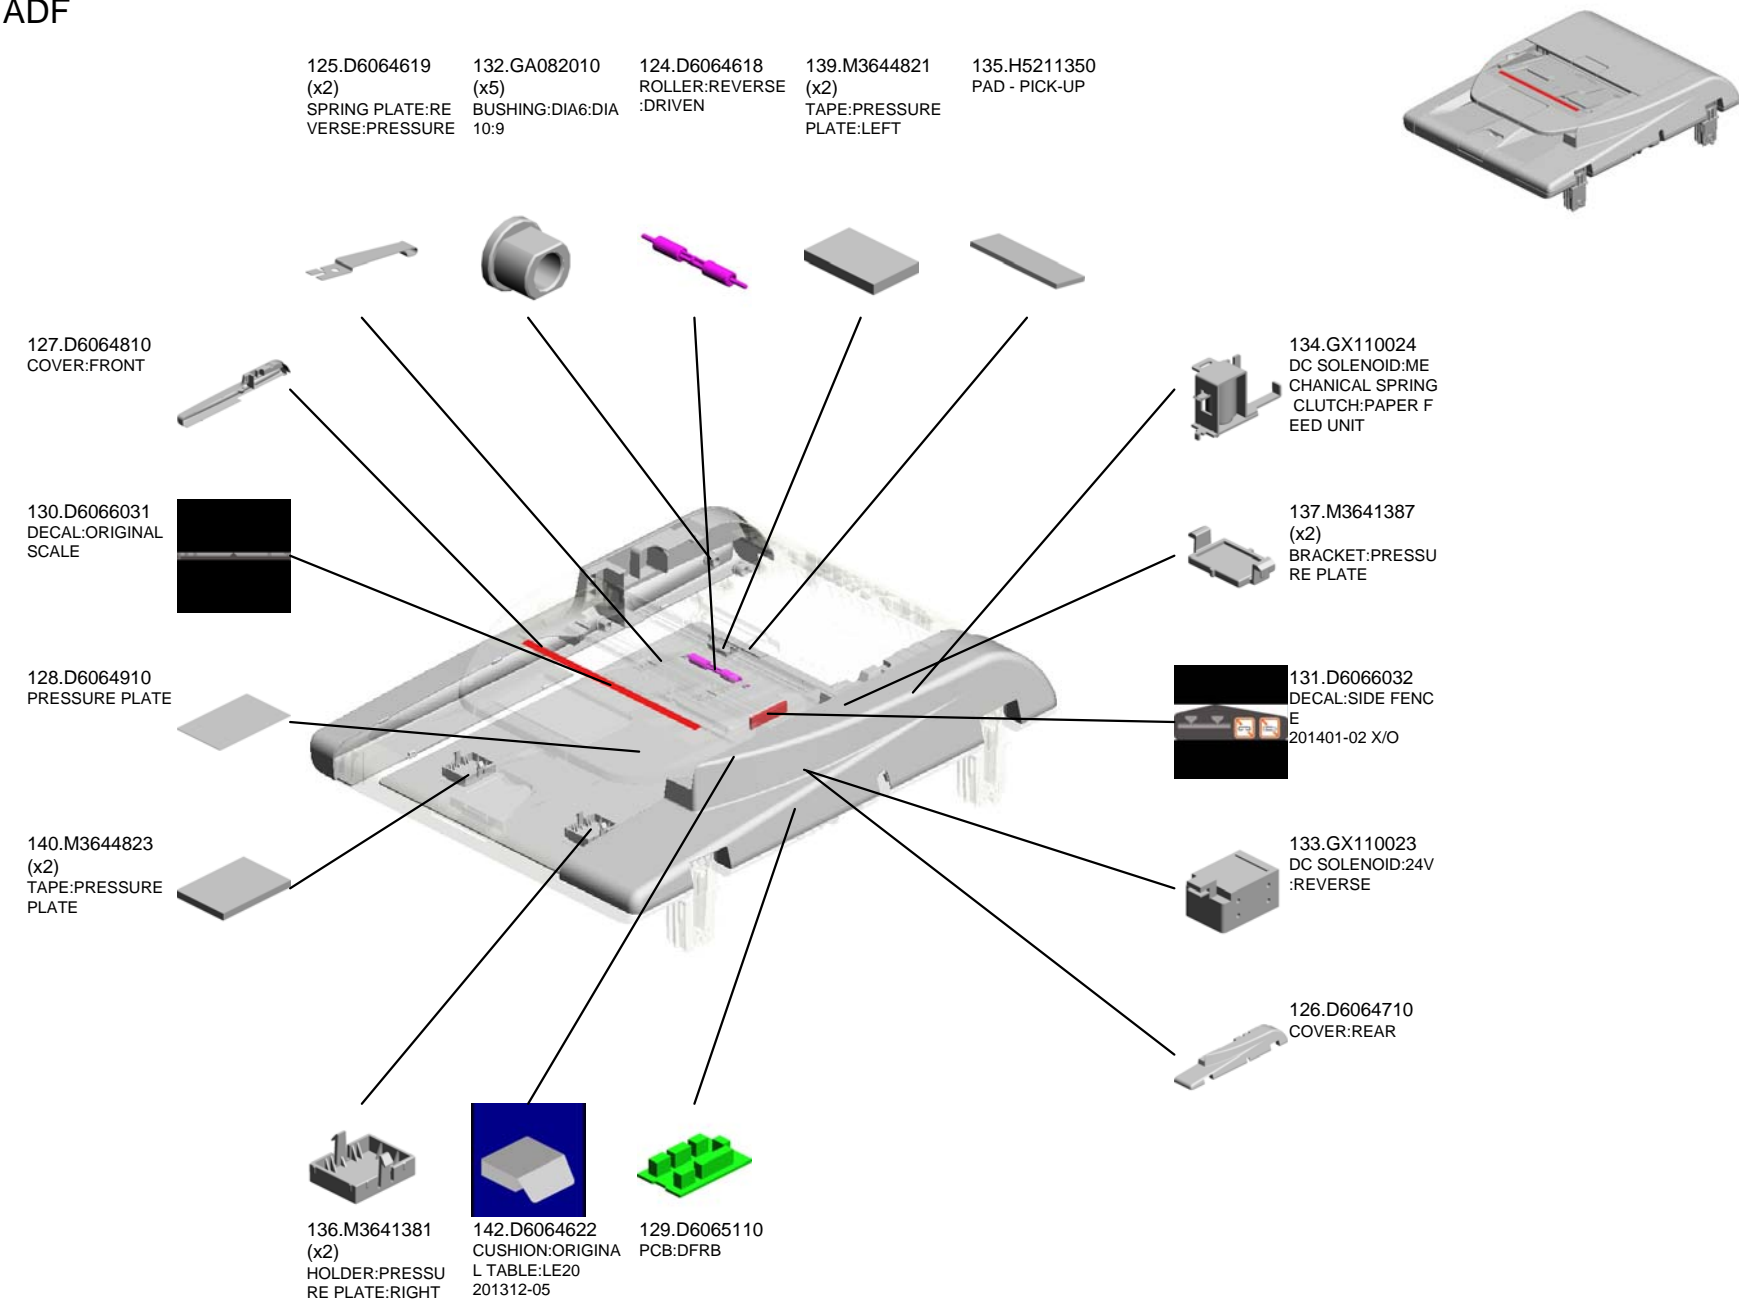 ADF
125.D6064619
(x2)
SPRING PLATE:RE
VERSE:PRESSURE
132.GA082010
(x5)
BUSHING:DIA6:DIA
10:9
124.D6064618
ROLLER:REVERSE
:DRIVEN
139.M3644821
(x2)
TAPE:PRESSURE
PLATE:LEFT
135.H5211350
PAD - PICK-UP
127.D6064810
COVER:FRONT
134.GX110024
DC SOLENOID:ME
CHANICAL SPRING
CLUTCH:PAPER F
EED UNIT
130.D6066031
DECAL:ORIGINAL
SCALE
137.M3641387
(x2)
BRACKET:PRESSU
RE PLATE
128.D6064910
PRESSURE PLATE
131.D6066032
DECAL:SIDE FENC
E
201401-02 X/O
140.M3644823
(x2)
TAPE:PRESSURE
PLATE
133.GX110023
DC SOLENOID:24V
:REVERSE
126.D6064710
COVER:REAR
136.M3641381
(x2)
HOLDER:PRESSU
RE PLATE:RIGHT
142.D6064622
CUSHION:ORIGINA
L TABLE:LE20
201312-05
129.D6065110
PCB:DFRB